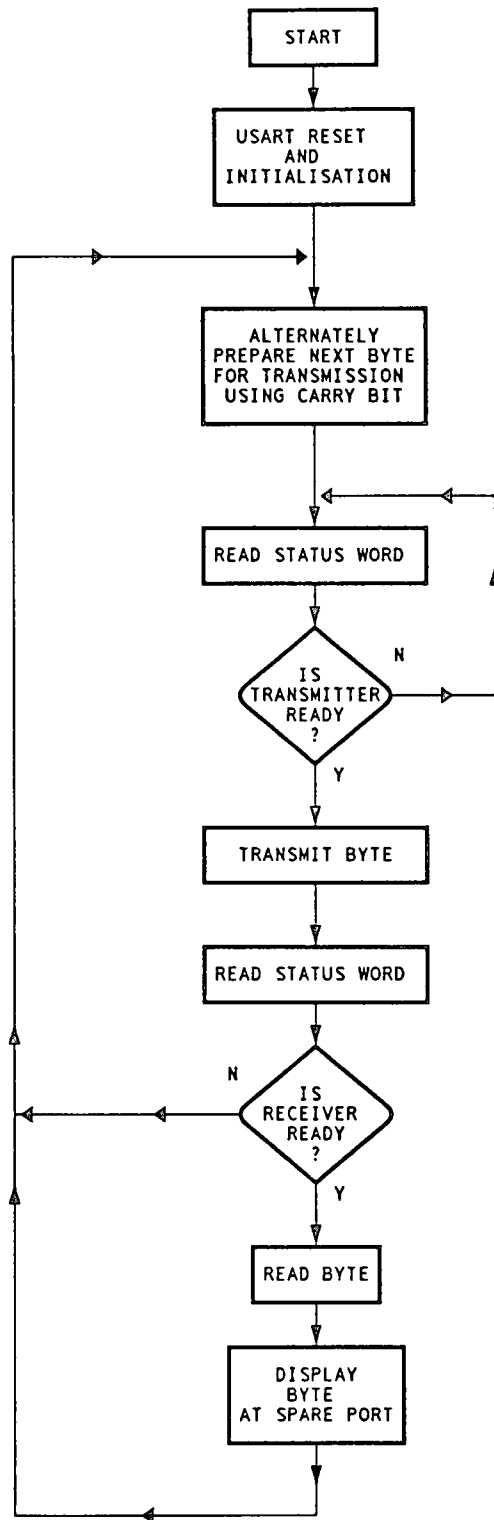 START
USART RESET
AND
INITIALISATION
ALTERNATELY
PREPARE NEXT BYTE
FOR TRANSMISSION
USING CARRY BIT
READ STATUS WORD
N
IS
TRANSMITTER
READY
?
Y
TRANSMIT BYTE
READ STATUS WORD
N
IS
RECEIVER
READY
?
Y
READ BYTE
DISPLAY
BYTE
AT SPARE PORT